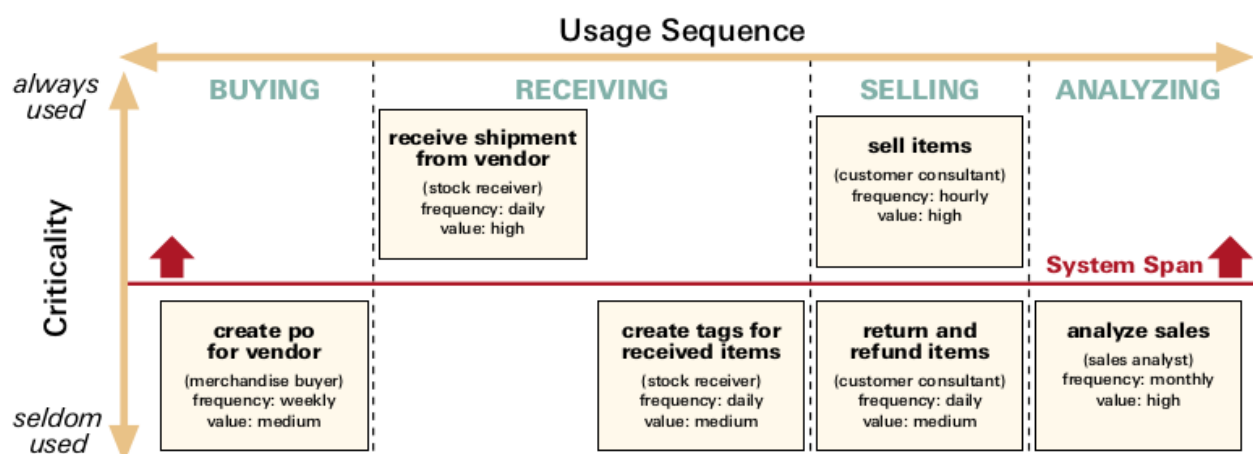 Usage Sequence
always
used
BUYING
RECEIVING
SELLING
ANALYZING
receive shipment
from vendor
(stock receiver)
frequency: daily
value: high
sell items
(customer consultant)
frequency: hourly
value: high
Criticality
System Span
create po
for vendor
(merchandise buyer)
frequency: weekly
value: medium
create tags for
received items
(stock receiver)
frequency: daily
value: medium
return and
refund items
(customer consultant)
frequency: daily
value: medium
analyze sales
(sales analyst)
frequency: monthly
value: high
seldom
used